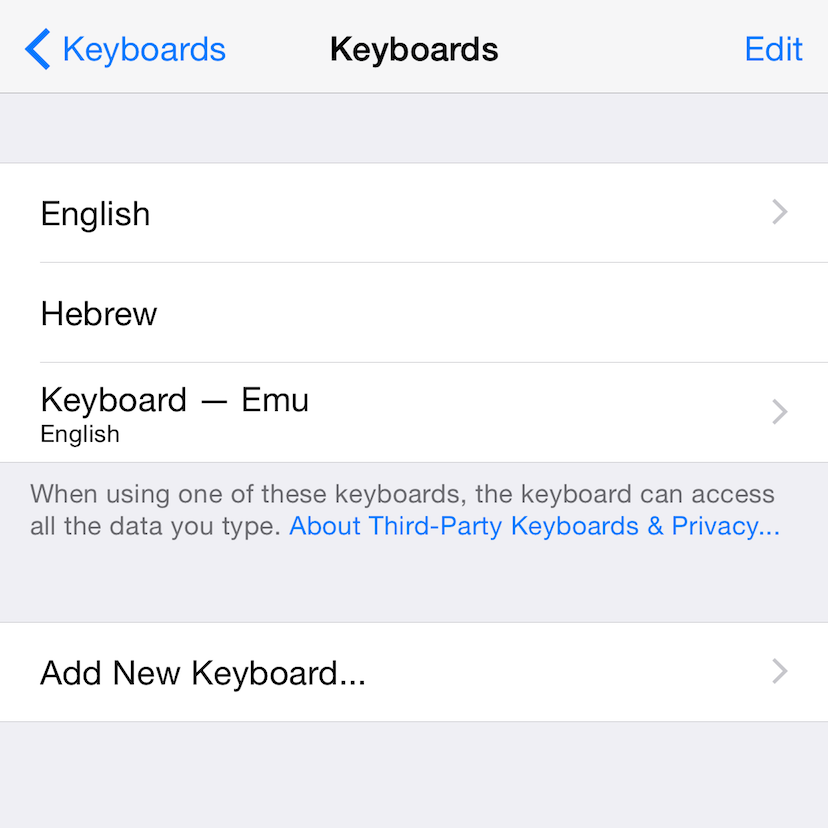 Keyboards Keyboards Edit
English
Hebrew
Keyboard — Emu
English
When using one of these keyboards, the keyboard can access
all the data you type. About Third-Party Keyboards & Privacy...
Add New Keyboard...